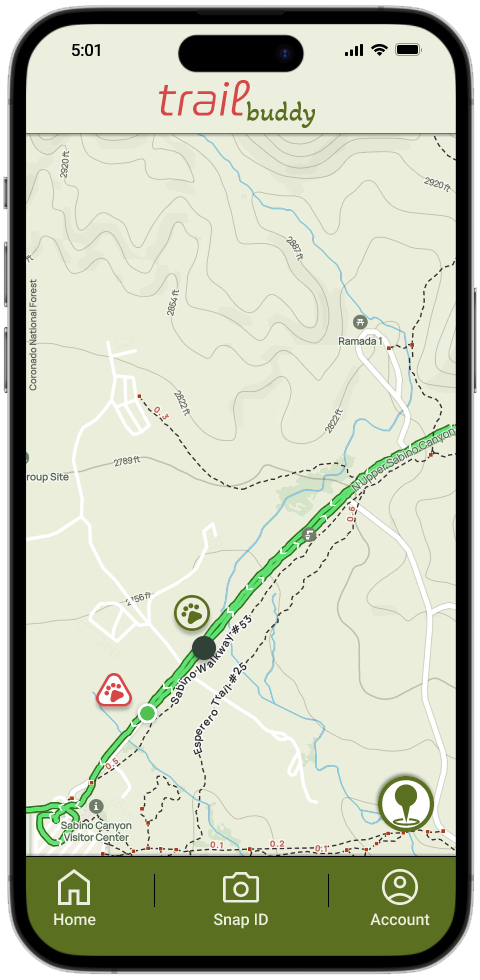 5:01
trail
buddy
2920 ft
2920 ft
2887 ft
Coronado National Forest
2854 ft
Ramada 1
2822 ft
0.3
2822 ft
N Upper Sabino Canyon
2789 ft
roup Site
0.6
2756 ft
Sabino Walkway #53
Esperero Trail #25
0.5
Sabino Canyon
Visitor Center
0.1
0.2
0.1
Home
Snap ID
Account